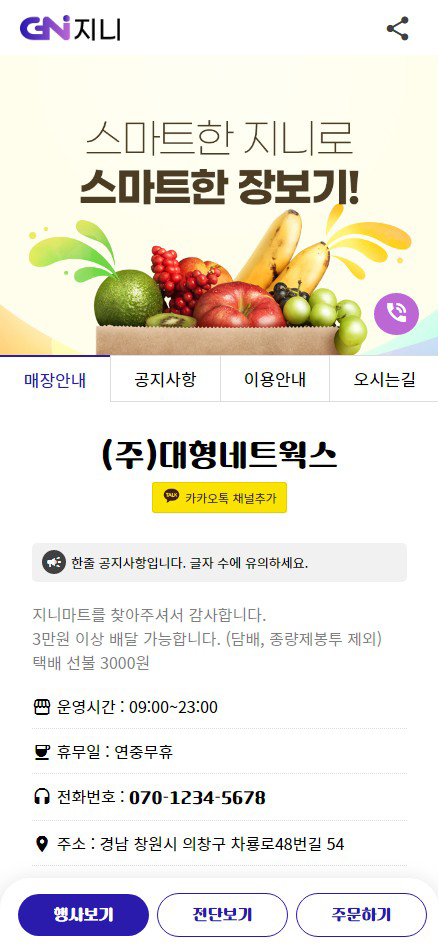 GNi 지니
스마트한 지니로
스마트한 장보기!
매장안내 공지사항 이용안내 오시는길
(주)대형네트웍스
TALK 카카오톡 채널추가
한줄 공지사항입니다. 글자 수에 유의하세요.
지니마트를 찾아주셔서 감사합니다.
3만원 이상 배달 가능합니다. (담배, 종량제봉투 제외)
택배 선불 3000원
운영시간 : 09:00~23:00
휴무일 : 연중무휴
전화번호 : 070-1234-5678
주소 : 경남 창원시 의창구 차룡로48번길 54
행사보기 전단보기 주문하기